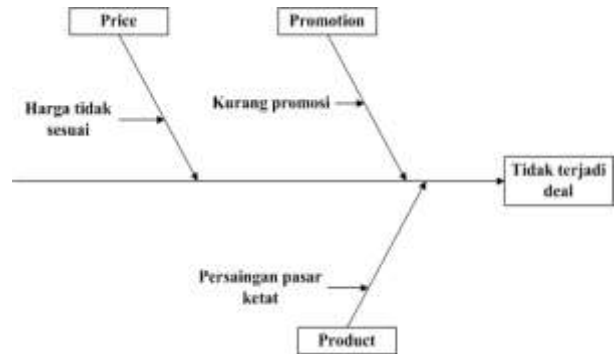 Price
Promotion
Harga tidak
sesuai
Kurang promosi
Tidak terjadi
deal
Persaingan pasar
ketat
Product